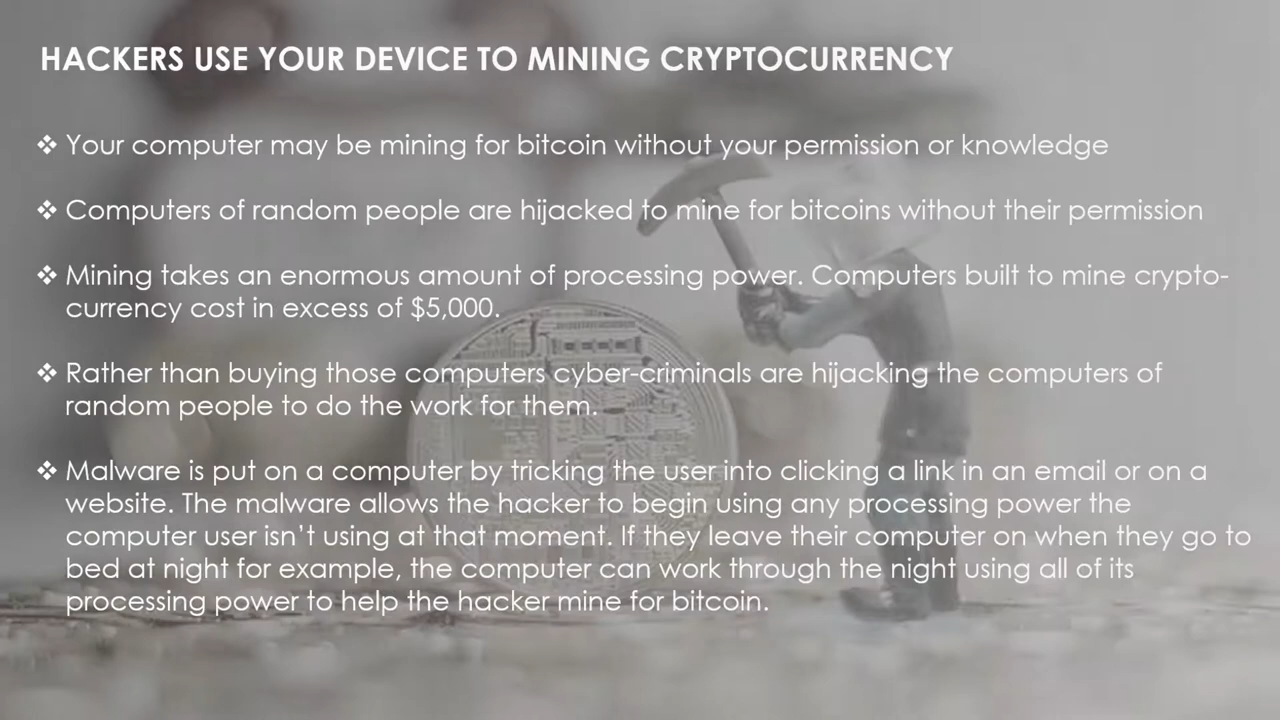 HACKERS USE YOUR DEVICE TO MINING CRYPTOCURRENCY
❖ Your computer may be mining for bitcoin without your permission or knowledge
❖ Computers of random people are hijacked to mine for bitcoins without their permission
❖ Mining takes an enormous amount of processing power. Computers built to mine crypto-
currency cost in excess of $5,000.
❖ Rather than buying those computers cyber-criminals are hijacking the computers of
random people to do the work for them.
❖ Malware is put on a computer by tricking the user into clicking a link in an email or on a
website. The malware allows the hacker to begin using any processing power the
computer user isn’t using at that moment. If they leave their computer on when they go to
bed at night for example, the computer can work through the night using all of its
processing power to help the hacker mine for bitcoin.